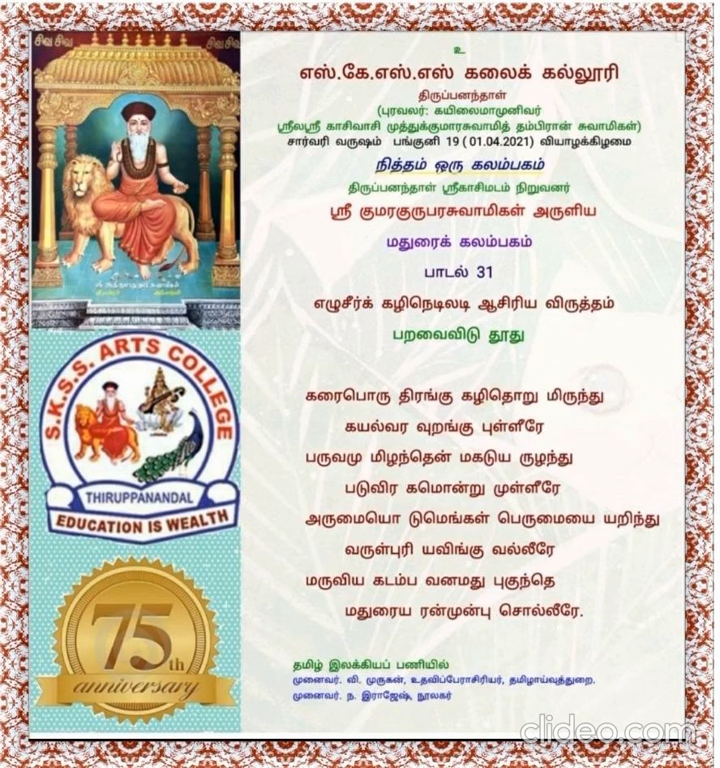 சிவ சிவ
சிவ சிவ
உ
எஸ்.கே.எஸ்.எஸ் கலைக் கல்லூரி
திருப்பனந்தாள்
(புரவலர்: கயிலைமாமுனிவர்
ஸ்ரீலஸ்ரீ காசிவாசி முத்துக்குமாரசுவாமித் தம்பிரான் சுவாமிகள்)
சார்வரி வருஷம் பங்குனி 19 ( 01.04.2021) வியாழக்கிழமை
நித்தம் ஒரு கலம்பகம்
திருப்பனந்தாள் ஸ்ரீகாசிமடம் நிறுவனர்
ஸ்ரீ குமரகுருபரசுவாமிகள் அருளிய
மதுரைக் கலம்பகம்
பாடல் 31
எழுசீர்க் கழிநெடிலடி ஆசிரிய விருத்தம்
பறவைவிடு தூது
கரைபொரு திரங்கு கழிதொறு மிருந்து
கயல்வர வுறங்கு புள்ளீரே
பருவமு மிழந்தென் மகடுய ருழந்து
படுவிர கமொன்று முள்ளீரே
அருமையொ டுமெங்கள் பெருமையை யறிந்து
வருள்புரி யவிங்கு வல்லீரே
மருவிய கடம்ப வனமது புகுந்தெ
மதுரைய ரன்முன்பு சொல்லீரே.
S.K.S.S. ARTS COLLEGE
THIRUPPANANDAL
EDUCATION IS WEALTH
75th
anniversary
தமிழ் இலக்கியப் பணியில்
முனைவர். வி. முருகன், உதவிப்பேராசிரியர், தமிழாய்வுத்துறை.
முனைவர். ந. இராஜேஷ், நூலகர்
clideo.com